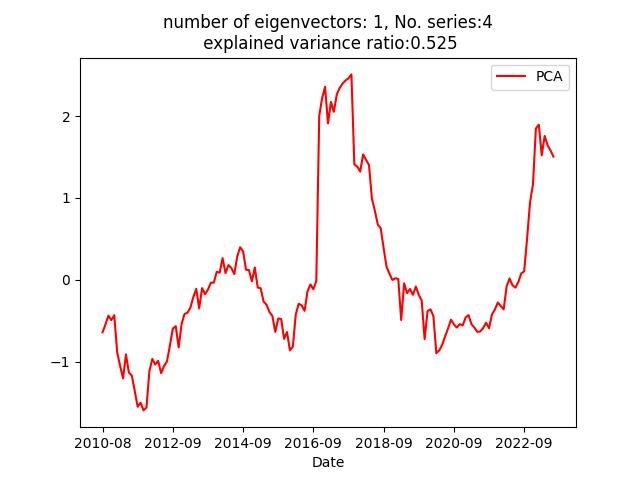 number of eigenvectors: 1, No. series:4
explained variance ratio:0.525
PCA
2
1
0
−1
2010-08 2012-09 2014-09 2016-09 2018-09 2020-09 2022-09
Date